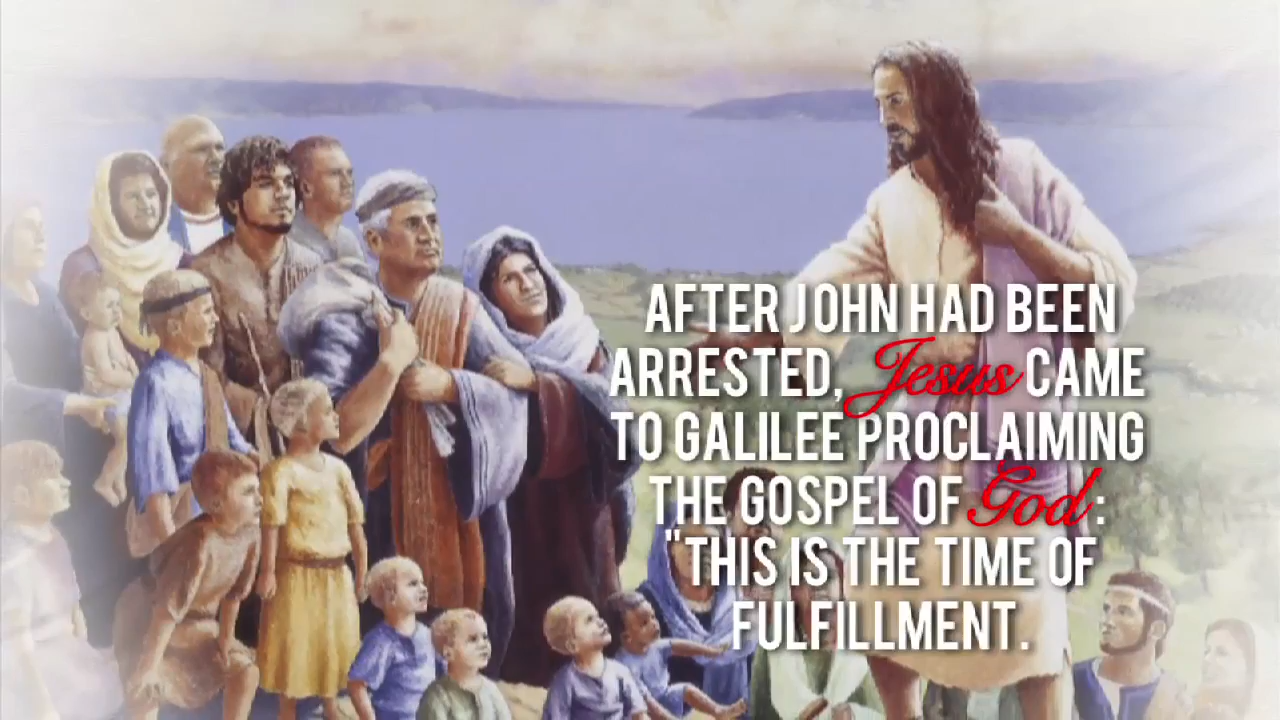 AFTER JOHN HAD BEEN
ARRESTED, Jesus CAME
TO GALILEE PROCLAIMING
THE GOSPEL OF God:
"THIS IS THE TIME OF
FULFILLMENT.